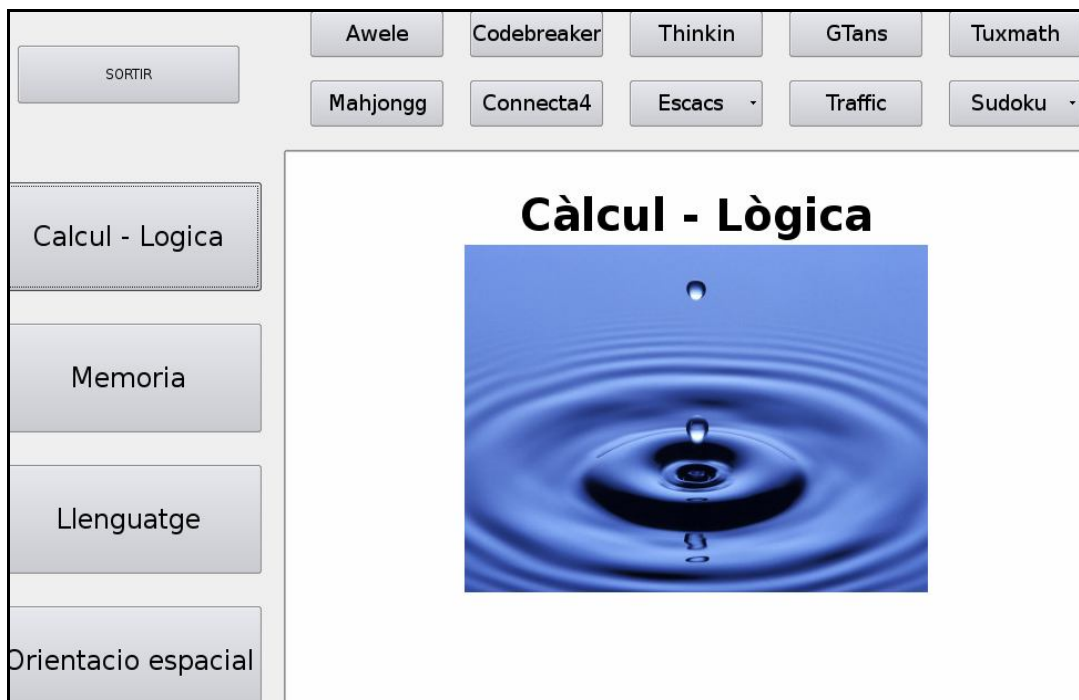 SORTIR
Awele Codebreaker Thinkin GTans Tuxmath
Mahjongg Connecta4 Escacs Traffic Sudoku
Calcul - Logica
Memoria
Llenguatge
Orientacio espacial
Càlcul - Lògica